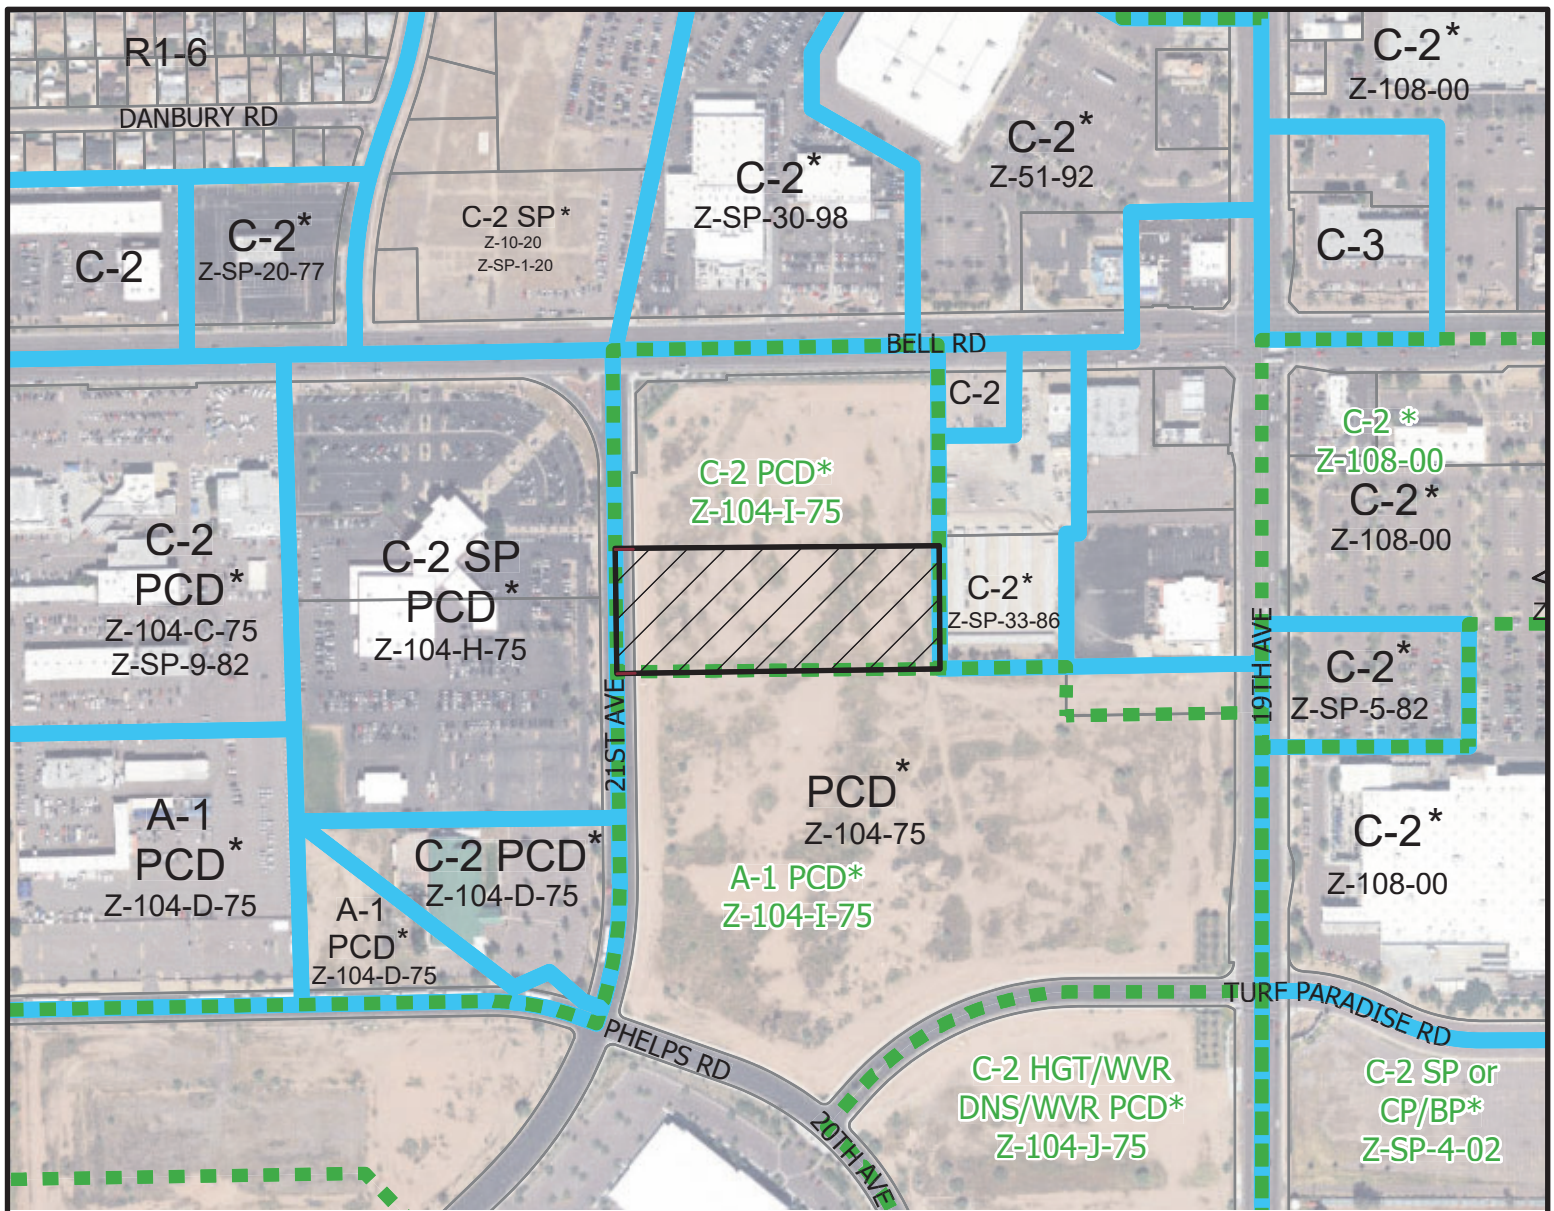 R1-6
DANBURY RD
C-2
C-2*
Z-SP-20-77
C-2 SP*
Z-10-20
Z-SP-1-20
C-2*
Z-SP-30-98
C-2*
Z-51-92
C-2*
Z-108-00
C-3
BELL RD
C-2
C-2 PCD*
Z-104-I-75
C-2 *
Z-108-00
C-2*
Z-108-00
C-2
PCD*
Z-104-C-75
Z-SP-9-82
C-2 SP
PCD*
Z-104-H-75
C-2*
Z-SP-33-86
19TH AVE
C-2*
Z-SP-5-82
21ST AVE
PCD*
Z-104-75
A-1 PCD*
Z-104-I-75
C-2*
Z-108-00
A-1
PCD*
Z-104-D-75
C-2 PCD*
Z-104-D-75
A-1
PCD*
Z-104-D-75
TURF PARADISE RD
PHELPS RD
20TH AVE
C-2 HGT/WVR
DNS/WVR PCD*
Z-104-J-75
C-2 SP or
CP/BP*
Z-SP-4-02